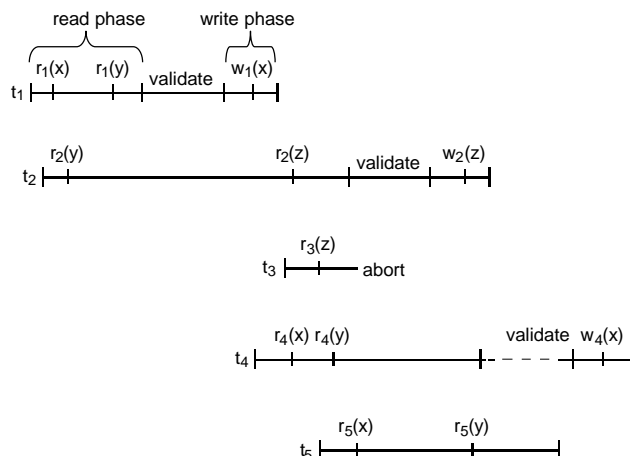 read phase write phase
r1(x) r1(y) validate w1(x)
t1
r2(y) r2(z) validate w2(z)
t2
r3(z)
t3 abort
r4(x) r4(y) validate w4(x)
t4
r5(x) r5(y)
t5